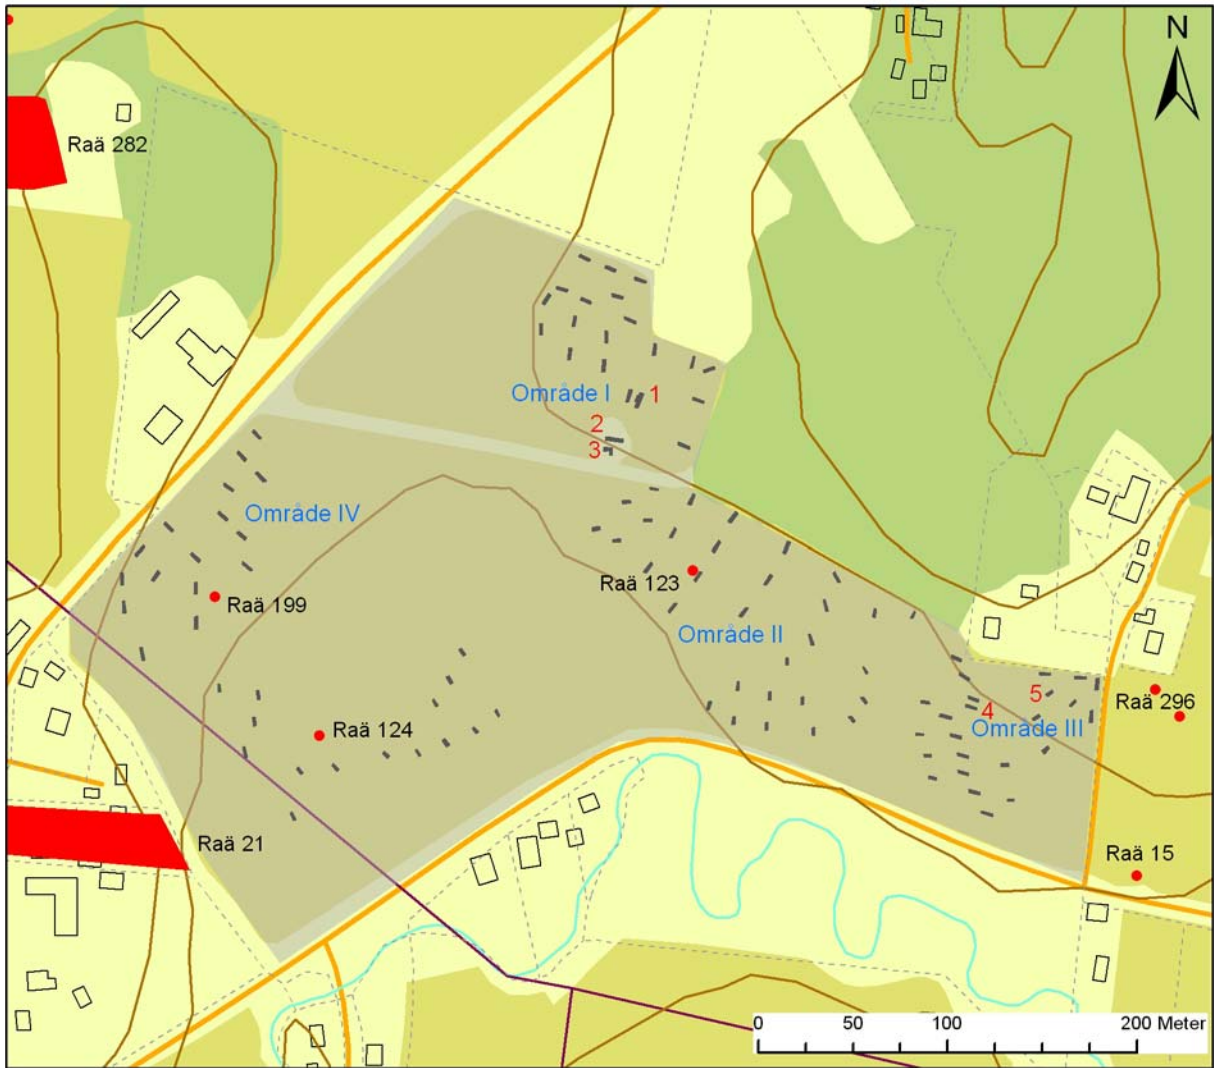 N
Raä 282
Område I
1
2
3
Område IV
Raä 123
Raä 199
Område II
5
Raä 296
4
Område III
Raä 124
Raä 21
Raä 15
0 50 100 200 Meter